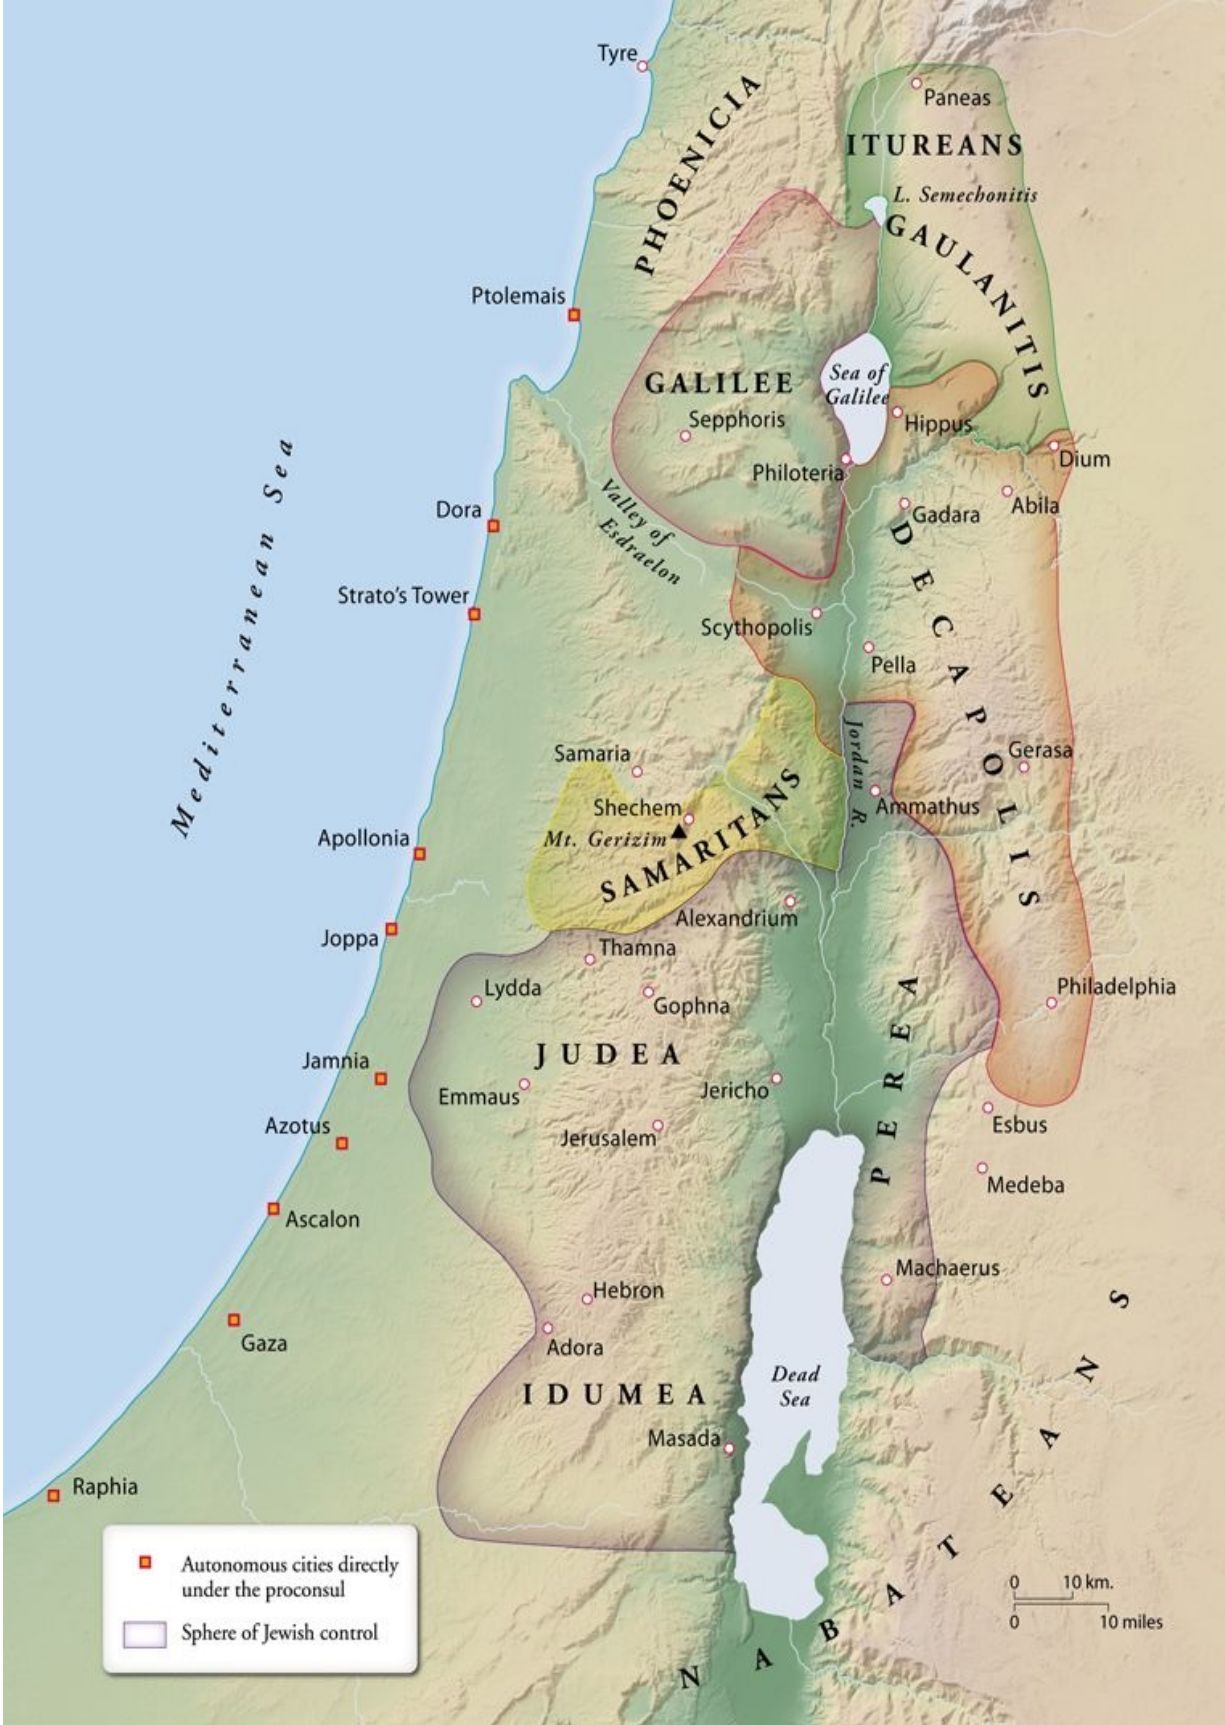 Tyre
Paneas
PHOENICIA
ITUREANS
L. Semechonitis
GAULANITIS
Ptolemais
GALILEE
Sea of
Galilee
Sepphoris
Hippus
Philoteria
Dium
Abila
Gadara
Valley of
Esdraelon
Dora
DECAPOLIS
Mediterranean Sea
Strato's Tower
Scythopolis
Pella
Jordan R.
Samaria
Gerasa
Shechem
Ammathus
Mt. Gerizim
SAMARITANS
Apollonia
Alexandrium
Joppa
Thamna
Lydda
Gophna
Philadelphia
PEREA
JUDEA
Jamnia
Emmaus
Jericho
Azotus
Jerusalem
Esbus
Medeba
Ascalon
Machaerus
Hebron
Gaza
Adora
Dead
Sea
IDUMEA
Masada
Raphia
NABATEANS
Autonomous cities directly
under the proconsul
Sphere of Jewish control
0 10 km.
0 10 miles